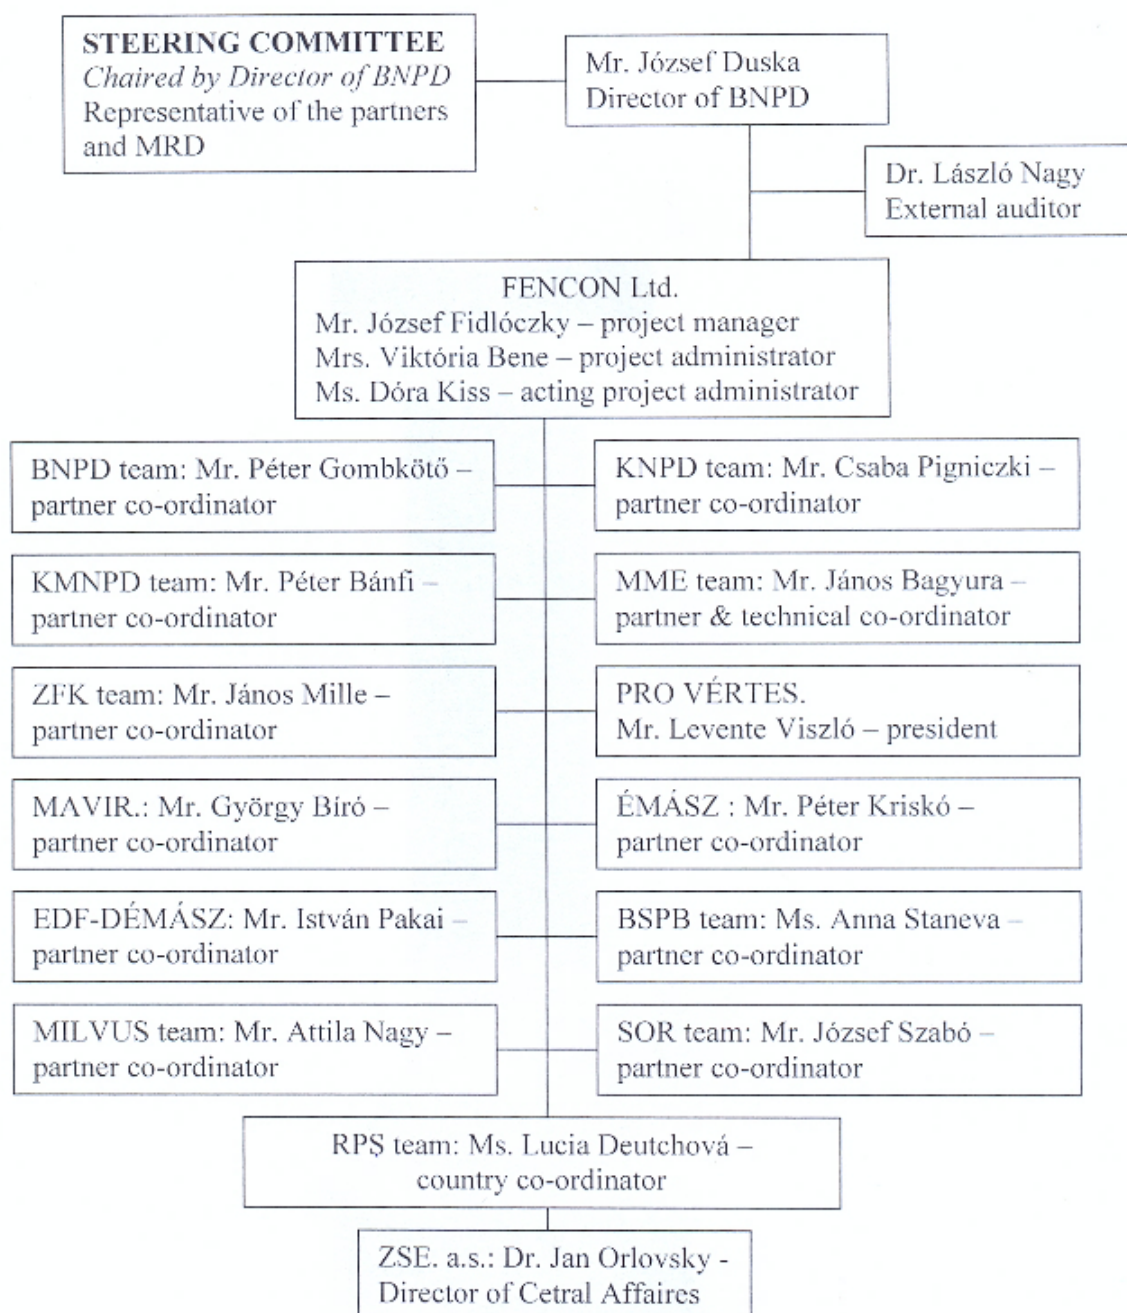 STEERING COMMITTEE
Chaired by Director of BNPD
Representative of the partners
and MRD
Mr. József Duska
Director of BNPD
Dr. László Nagy
External auditor
FENCON Ltd.
Mr. József Fidlóczky – project manager
Mrs. Viktória Bene – project administrator
Ms. Dóra Kiss – acting project administrator
BNPD team: Mr. Péter Gombkötő –
partner co-ordinator
KNPD team: Mr. Csaba Pigniczki –
partner co-ordinator
KMNPD team: Mr. Péter Bánfi –
partner co-ordinator
MME team: Mr. János Bagyura –
partner & technical co-ordinator
ZFK team: Mr. János Mille –
partner co-ordinator
PRO VÉRTES.
Mr. Levente Viszló – president
MAVIR.: Mr. György Bíró –
partner co-ordinator
ÉMÁSZ : Mr. Péter Kriskó –
partner co-ordinator
EDF-DÉMÁSZ: Mr. István Pakai –
partner co-ordinator
BSPB team: Ms. Anna Staneva –
partner co-ordinator
MILVUS team: Mr. Attila Nagy –
partner co-ordinator
SOR team: Mr. József Szabó –
partner co-ordinator
RPS team: Ms. Lucia Deutchová –
country co-ordinator
ZSE. a.s.: Dr. Jan Orlovsky -
Director of Cetral Affaires